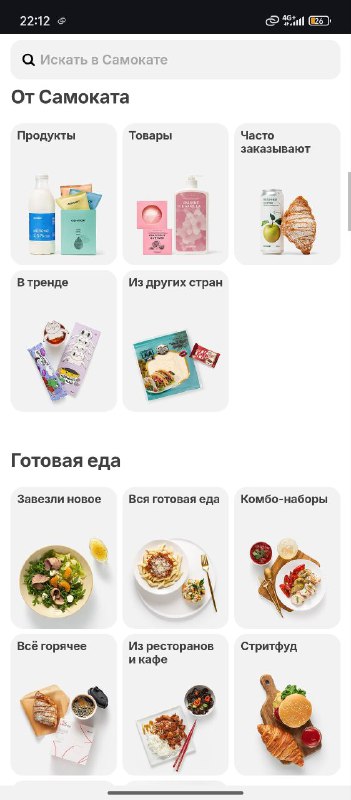 22:12
4G+
26
Искать в Самокате
От Самоката
Продукты
Товары
Часто
заказывают
В тренде
Из других стран
Готовая еда
Завезли новое
Вся готовая еда
Комбо-наборы
Всё горячее
Из ресторанов
и кафе
Стритфуд